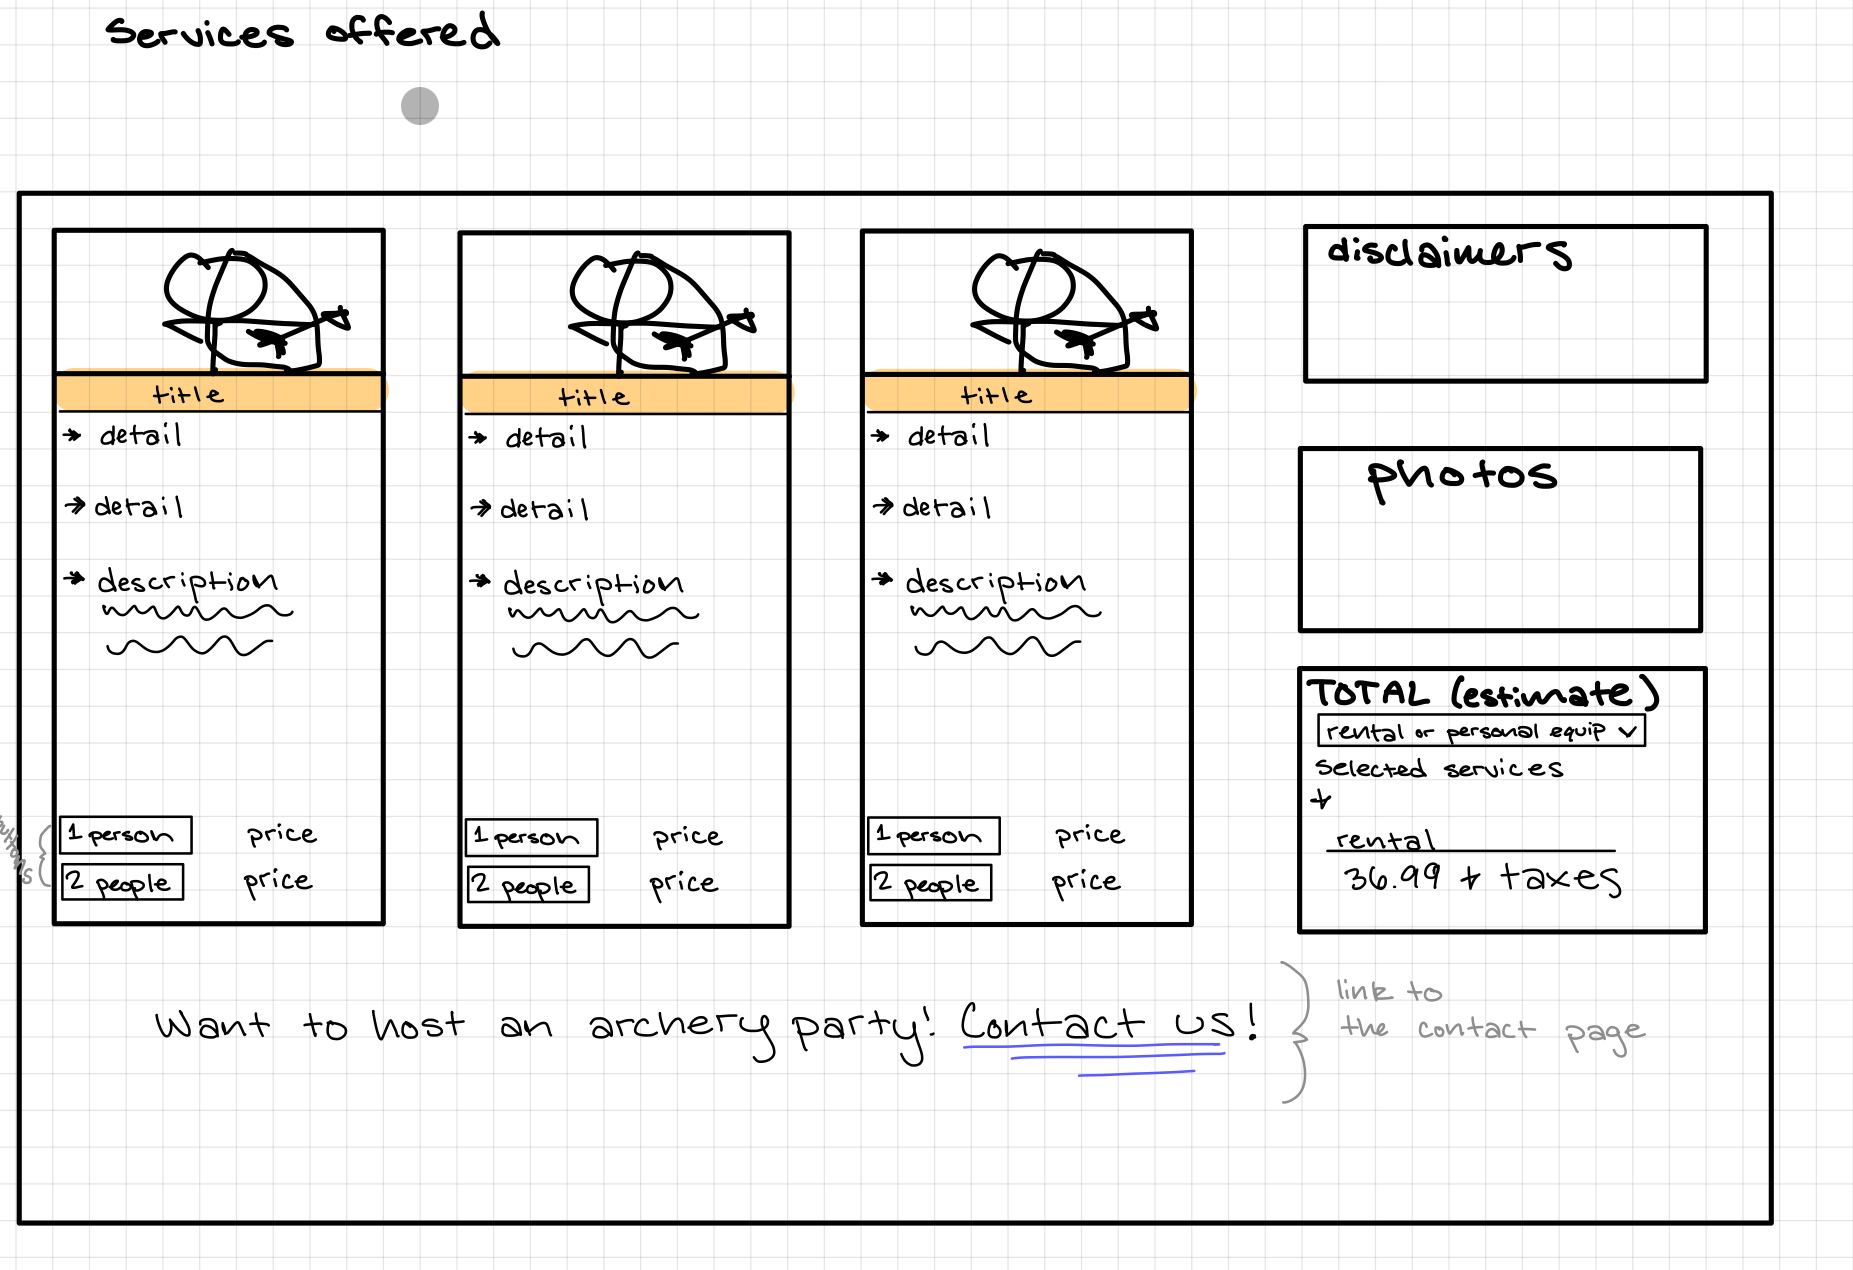 Services offered
title
→ detail
→ detail
→ description
1 person price
2 people price
buttons
title
→ detail
→ detail
→ description
1 person price
2 people price
title
→ detail
→ detail
→ description
1 person price
2 people price
disclaimers
photos
TOTAL (estimate)
rental or personal equip
selected services
+
rental
36.99 + taxes
Want to host an archery party! Contact us!
link to
the contact page